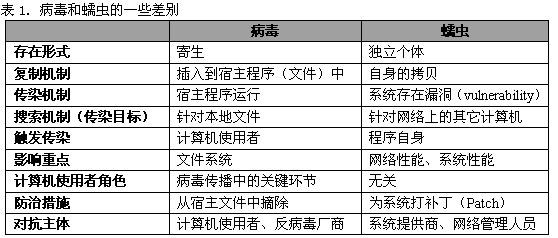 表 1. 病毒和蠕虫的一些差别
病毒 蠕虫
存在形式 寄生 独立个体
复制机制 插入到宿主程序（文件）中 自身的拷贝
传染机制 宿主程序运行 系统存在漏洞（vulnerability）
搜索机制（传染目标） 针对本地文件 针对网络上的其它计算机
触发传染 计算机使用者 程序自身
影响重点 文件系统 网络性能、系统性能
计算机使用者角色 病毒传播中的关键环节 无关
防治措施 从宿主文件中摘除 为系统打补丁（Patch）
对抗主体 计算机使用者、反病毒厂商 系统提供商、网络管理人员